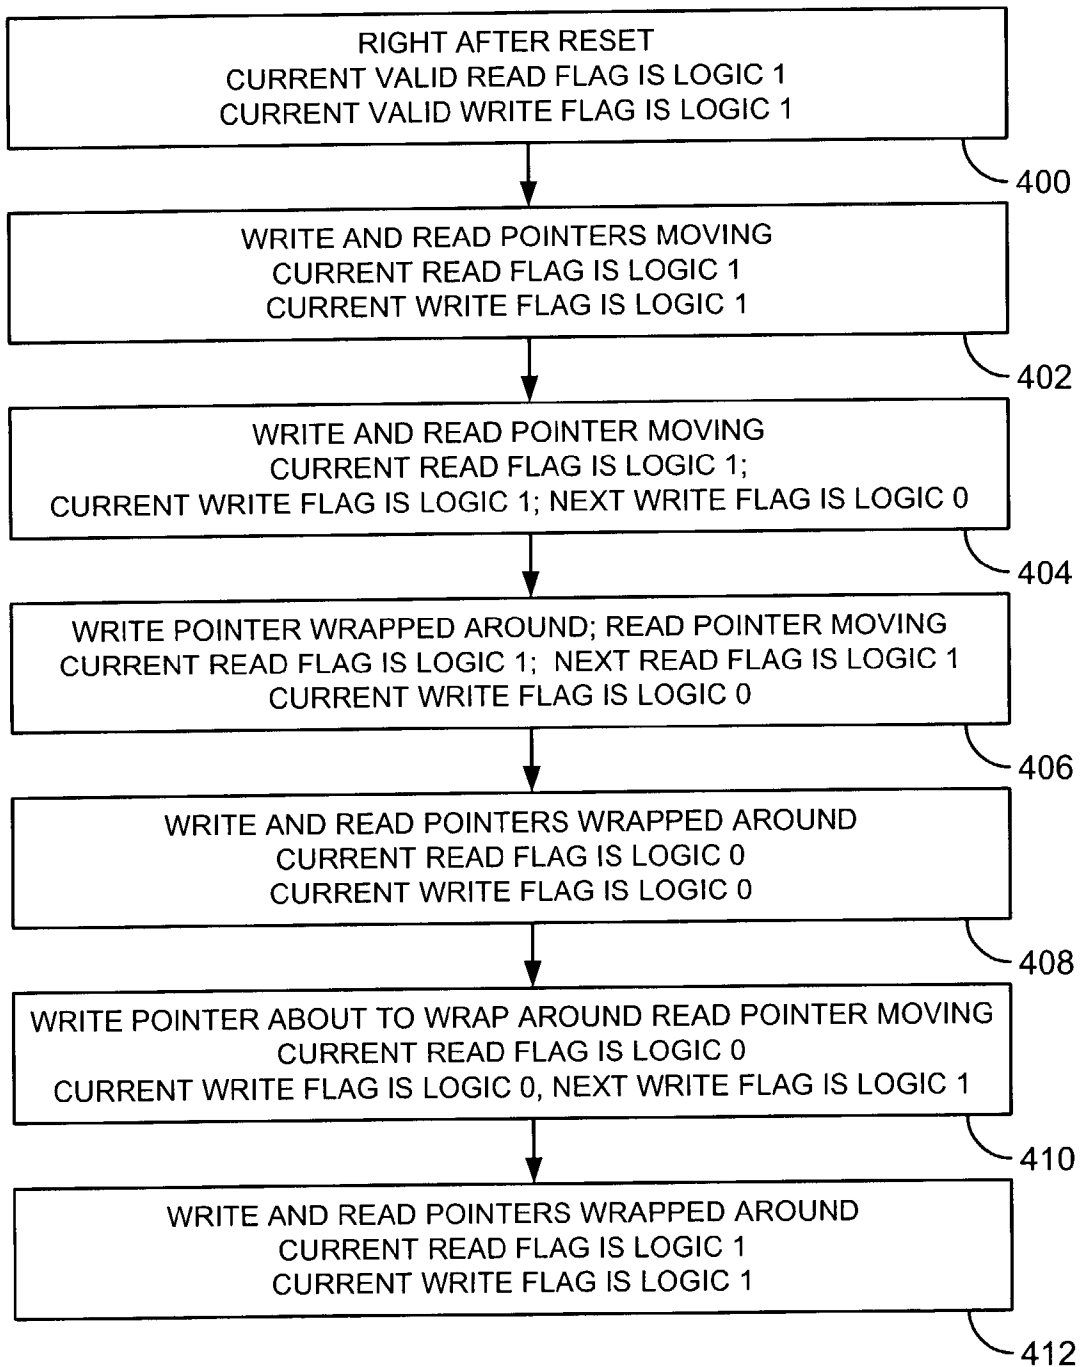 RIGHT AFTER RESET
CURRENT VALID READ FLAG IS LOGIC 1
CURRENT VALID WRITE FLAG IS LOGIC 1
400
WRITE AND READ POINTERS MOVING
CURRENT READ FLAG IS LOGIC 1
CURRENT WRITE FLAG IS LOGIC 1
402
WRITE AND READ POINTER MOVING
CURRENT READ FLAG IS LOGIC 1;
CURRENT WRITE FLAG IS LOGIC 1; NEXT WRITE FLAG IS LOGIC 0
404
WRITE POINTER WRAPPED AROUND; READ POINTER MOVING
CURRENT READ FLAG IS LOGIC 1; NEXT READ FLAG IS LOGIC 1
CURRENT WRITE FLAG IS LOGIC 0
406
WRITE AND READ POINTERS WRAPPED AROUND
CURRENT READ FLAG IS LOGIC 0
CURRENT WRITE FLAG IS LOGIC 0
408
WRITE POINTER ABOUT TO WRAP AROUND READ POINTER MOVING
CURRENT READ FLAG IS LOGIC 0
CURRENT WRITE FLAG IS LOGIC 0, NEXT WRITE FLAG IS LOGIC 1
410
WRITE AND READ POINTERS WRAPPED AROUND
CURRENT READ FLAG IS LOGIC 1
CURRENT WRITE FLAG IS LOGIC 1
412